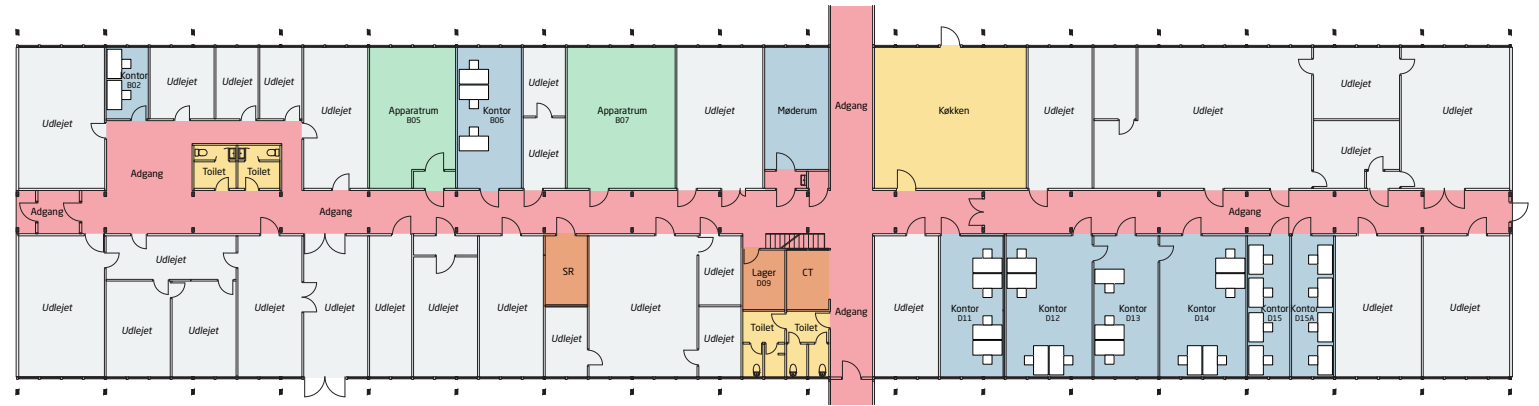 Udlejet
Kontor
B02
Udlejet
Udlejet
Udlejet
Udlejet
Apparatrum
B05
Kontor
B06
Udlejet
Udlejet
Apparatrum
B07
Udlejet
Møderum
Adgang
Køkken
Udlejet
Udlejet
Udlejet
Udlejet
Udlejet
Adgang
Toilet
Toilet
Adgang
Adgang
Adgang
Udlejet
Udlejet
Udlejet
Udlejet
Udlejet
Udlejet
Udlejet
Udlejet
Udlejet
SR
Udlejet
Udlejet
Udlejet
Udlejet
Lager
D09
CT
Toilet
Toilet
Adgang
Udlejet
Kontor
D11
Kontor
D12
Kontor
D13
Kontor
D14
Kontor
D15
Kontor
D15A
Udlejet
Udlejet